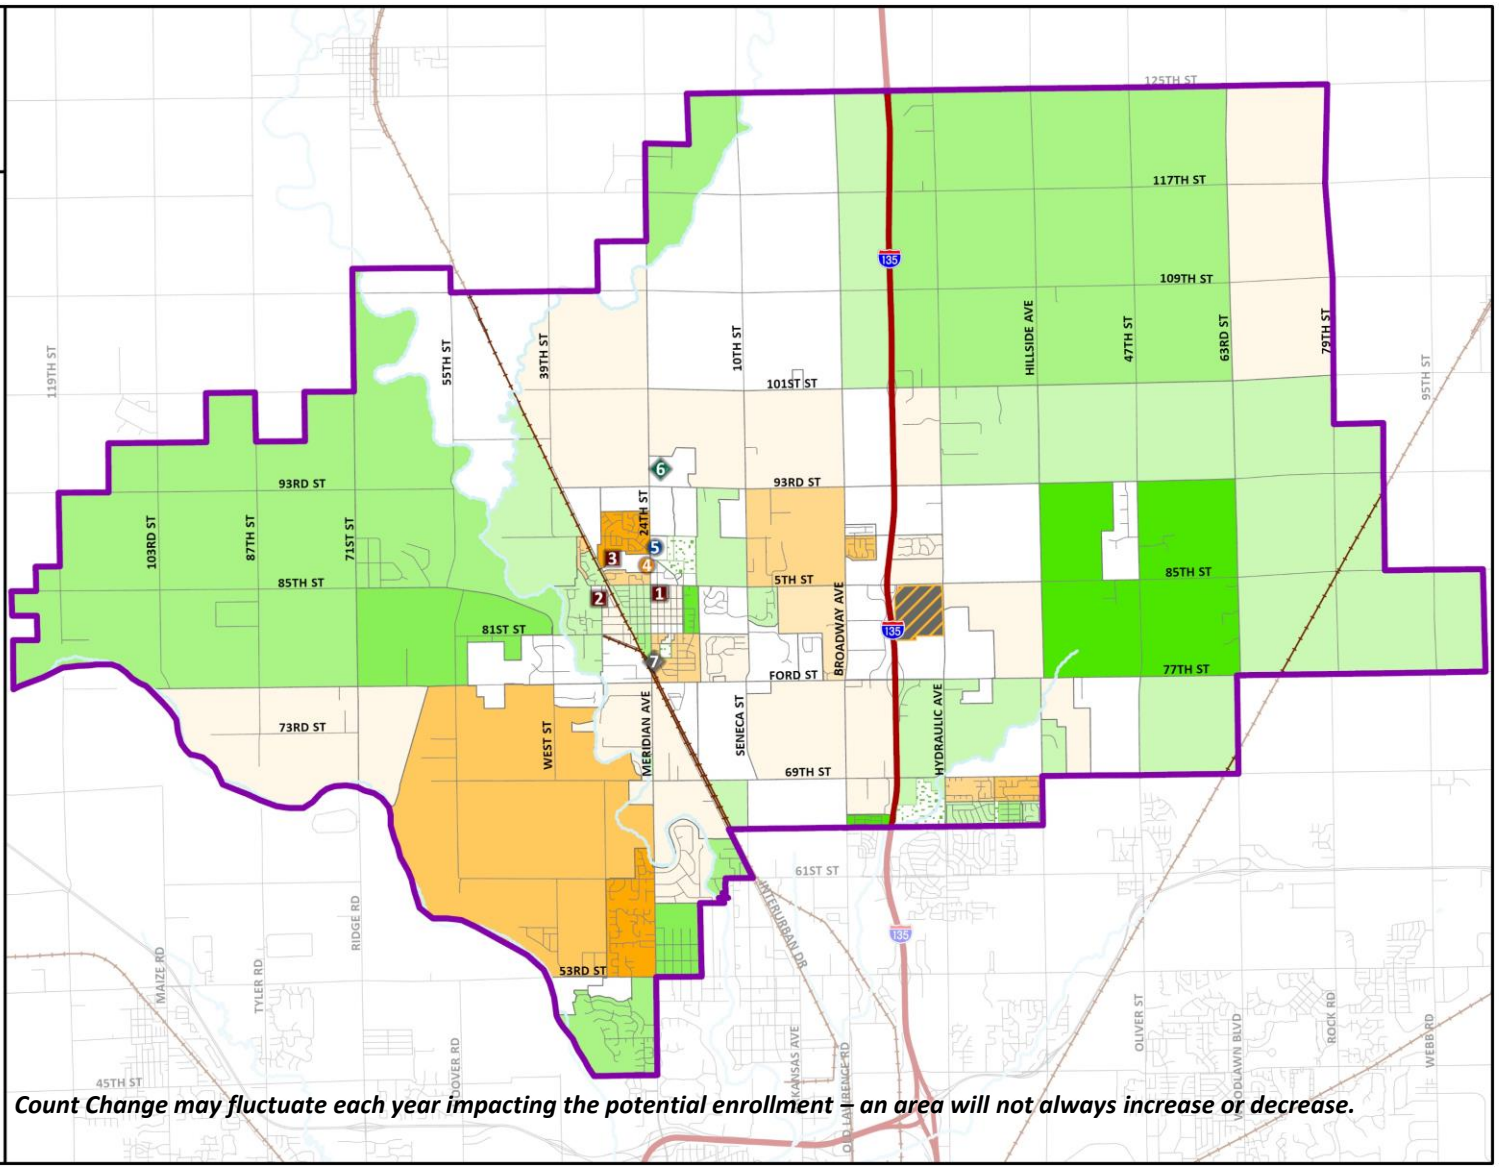 125TH ST
117TH ST
135
109TH ST
119TH ST
55TH ST
39TH ST
10TH ST
HILLSIDE AVE
47TH ST
63RD ST
79TH ST
95TH ST
101ST ST
6
93RD ST
93RD ST
24TH ST
103RD ST
87TH ST
71ST ST
5
3
4
85TH ST
5TH ST
85TH ST
2
1
BROADWAY AVE
81ST ST
135
7
FORD ST
77TH ST
73RD ST
WEST ST
MERIDIAN AVE
SENECA ST
HYDRAULIC AVE
69TH ST
61ST ST
INTERURBAN DR
RIDGE RD
135
MAIZE RD
TYLER RD
53RD ST
OLIVER ST
WOODLAWN BLVD
ROCK RD
WEBB RD
KANSAS AVE
OLD LAWRENCE RD
DOVER RD
45TH ST
Count Change may fluctuate each year impacting the potential enrollment – an area will not always increase or decrease.